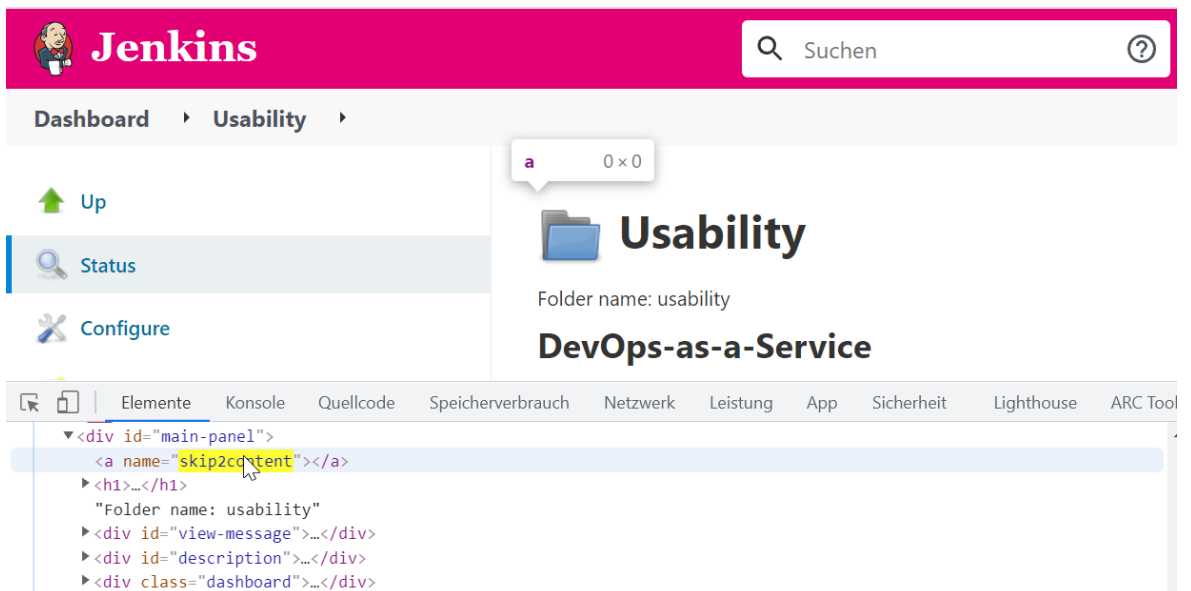 Jenkins
Suchen
Dashboard Usability
a 0 × 0
Up
Usability
Status
Folder name: usability
Configure
DevOps-as-a-Service
Elemente Konsole Quellcode Speicherverbrauch Netzwerk Leistung App Sicherheit Lighthouse ARC Tool
▼<div id="main-panel">
<a name="skip2content"></a>
▶<h1>…</h1>
"Folder name: usability"
▶<div id="view-message">…</div>
▶<div id="description">…</div>
▶<div class="dashboard">…</div>